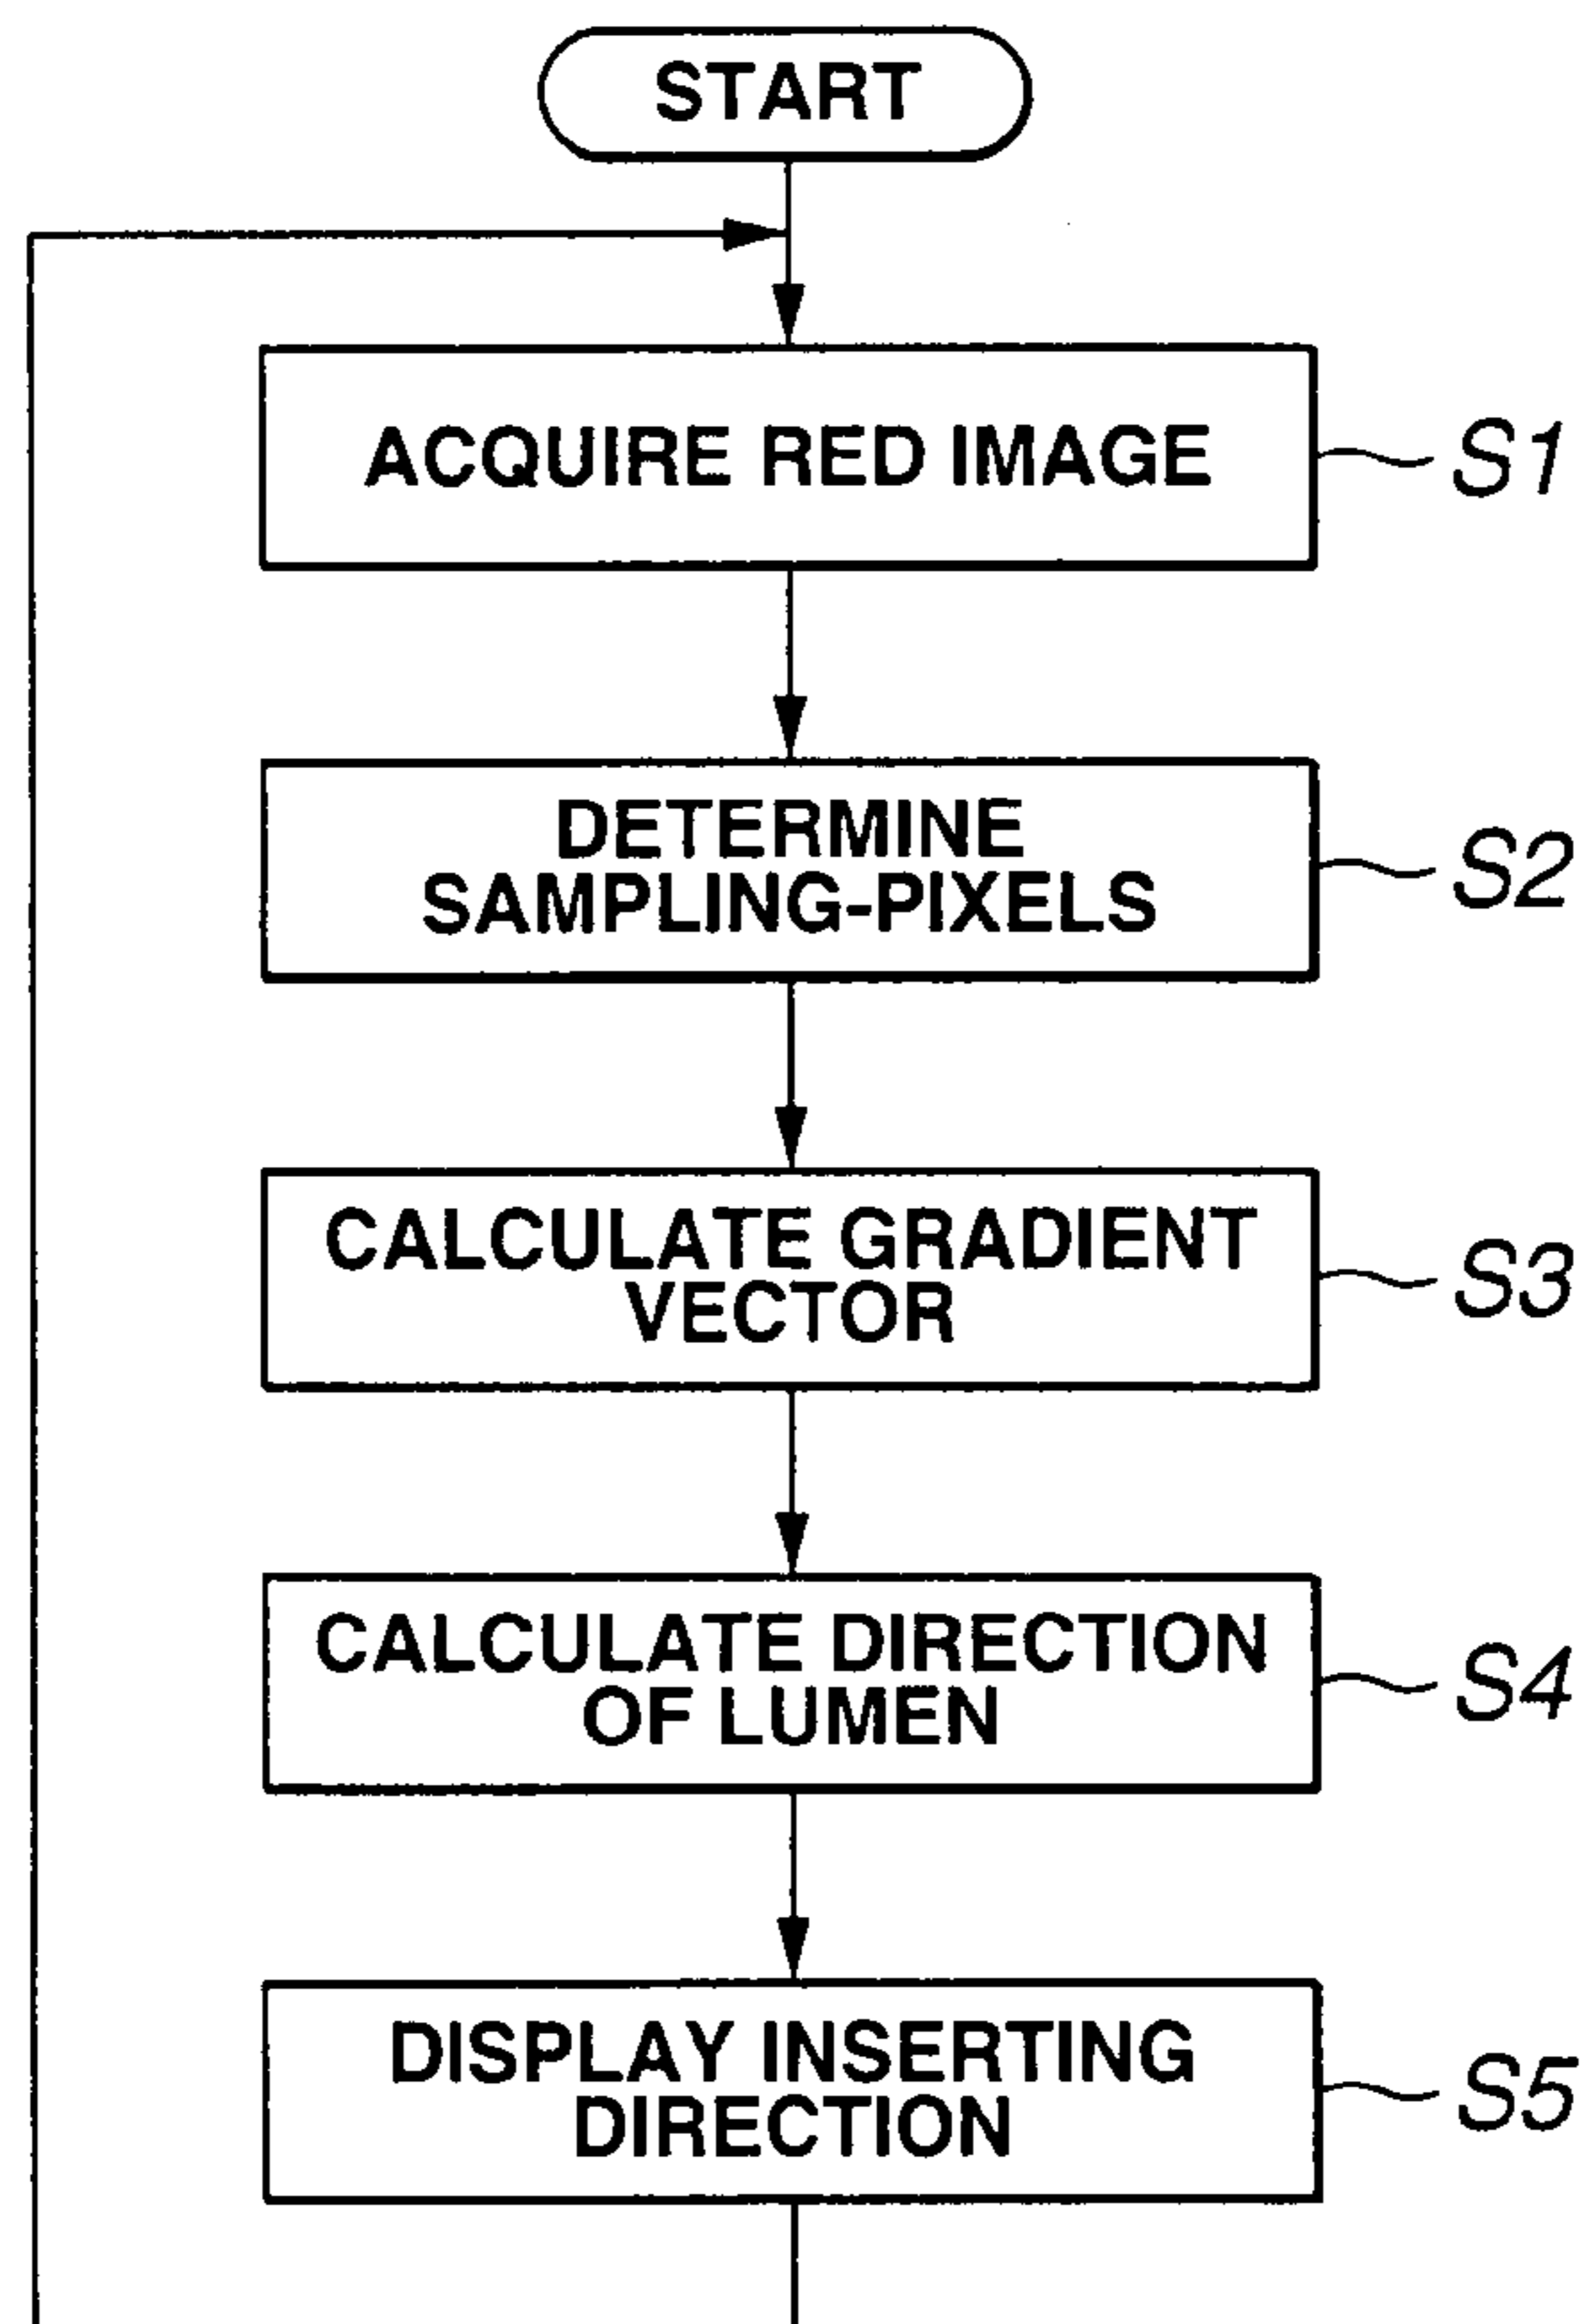 START
ACQUIRE RED IMAGE
S1
DETERMINE
SAMPLING-PIXELS
S2
CALCULATE GRADIENT
VECTOR
S3
CALCULATE DIRECTION
OF LUMEN
S4
DISPLAY INSERTING
DIRECTION
S5